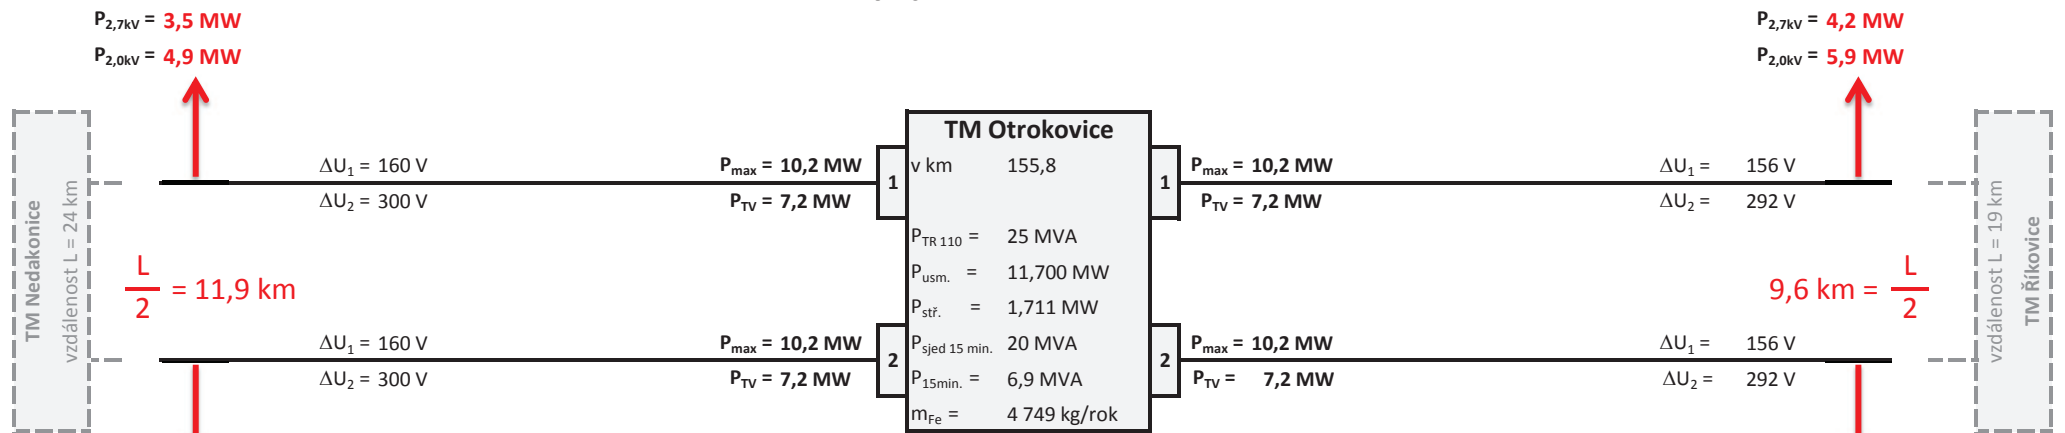 P2,7kV = 3,5 MW
P2,0kV = 4,9 MW
P2,7kV = 4,2 MW
P2,0kV = 5,9 MW
TM Nedakonice
vzdálenost L = 24 km
L
2
= 11,9 km
ΔU1 = 160 V
ΔU2 = 300 V
Pmax = 10,2 MW
PTV = 7,2 MW
1
ΔU1 = 160 V
ΔU2 = 300 V
Pmax = 10,2 MW
PTV = 7,2 MW
2
TM Otrokovice
v km 155,8
PTR 110 = 25 MVA
Pusm. = 11,700 MW
Pstř. = 1,711 MW
Psjed 15 min. 20 MVA
P15min. = 6,9 MVA
mFe = 4 749 kg/rok
1
Pmax = 10,2 MW
PTV = 7,2 MW
ΔU1 = 156 V
ΔU2 = 292 V
2
Pmax = 10,2 MW
PTV = 7,2 MW
ΔU1 = 156 V
ΔU2 = 292 V
9,6 km =
L
2
vzdálenost L = 19 km
TM Říkovice